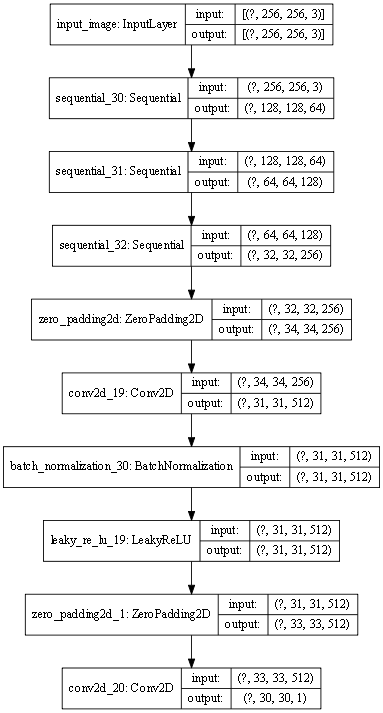 input_image: InputLayer
input: [(?, 256, 256, 3)]
output: [(?, 256, 256, 3)]
sequential_30: Sequential
input: (?, 256, 256, 3)
output: (?, 128, 128, 64)
sequential_31: Sequential
input: (?, 128, 128, 64)
output: (?, 64, 64, 128)
sequential_32: Sequential
input: (?, 64, 64, 128)
output: (?, 32, 32, 256)
zero_padding2d: ZeroPadding2D
input: (?, 32, 32, 256)
output: (?, 34, 34, 256)
conv2d_19: Conv2D
input: (?, 34, 34, 256)
output: (?, 31, 31, 512)
batch_normalization_30: BatchNormalization
input: (?, 31, 31, 512)
output: (?, 31, 31, 512)
leaky_re_lu_19: LeakyReLU
input: (?, 31, 31, 512)
output: (?, 31, 31, 512)
zero_padding2d_1: ZeroPadding2D
input: (?, 31, 31, 512)
output: (?, 33, 33, 512)
conv2d_20: Conv2D
input: (?, 33, 33, 512)
output: (?, 30, 30, 1)